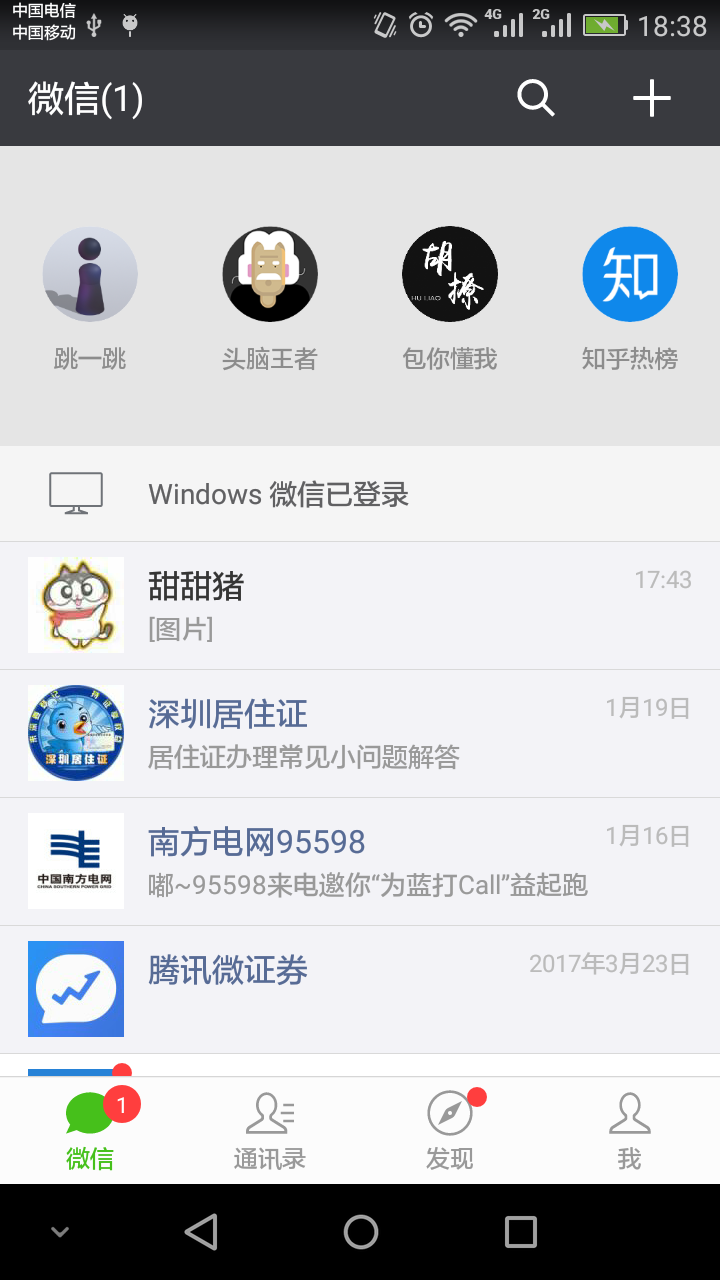 中国电信
中国移动
4G
2G
18:38
微信(1)
胡撩
HU LIAO
知
跳一跳
头脑王者
包你懂我
知乎热榜
Windows 微信已登录
甜甜猪
17:43
[图片]
深圳居住证
1月19日
深圳居住证
居住证办理常见小问题解答
南方电网95598
1月16日
中国南方电网
CHINA SOUTHERN POWER GRID
嘟~95598来电邀你“为蓝打Call”益起跑
腾讯微证券
2017年3月23日
1
微信
通讯录
发现
我